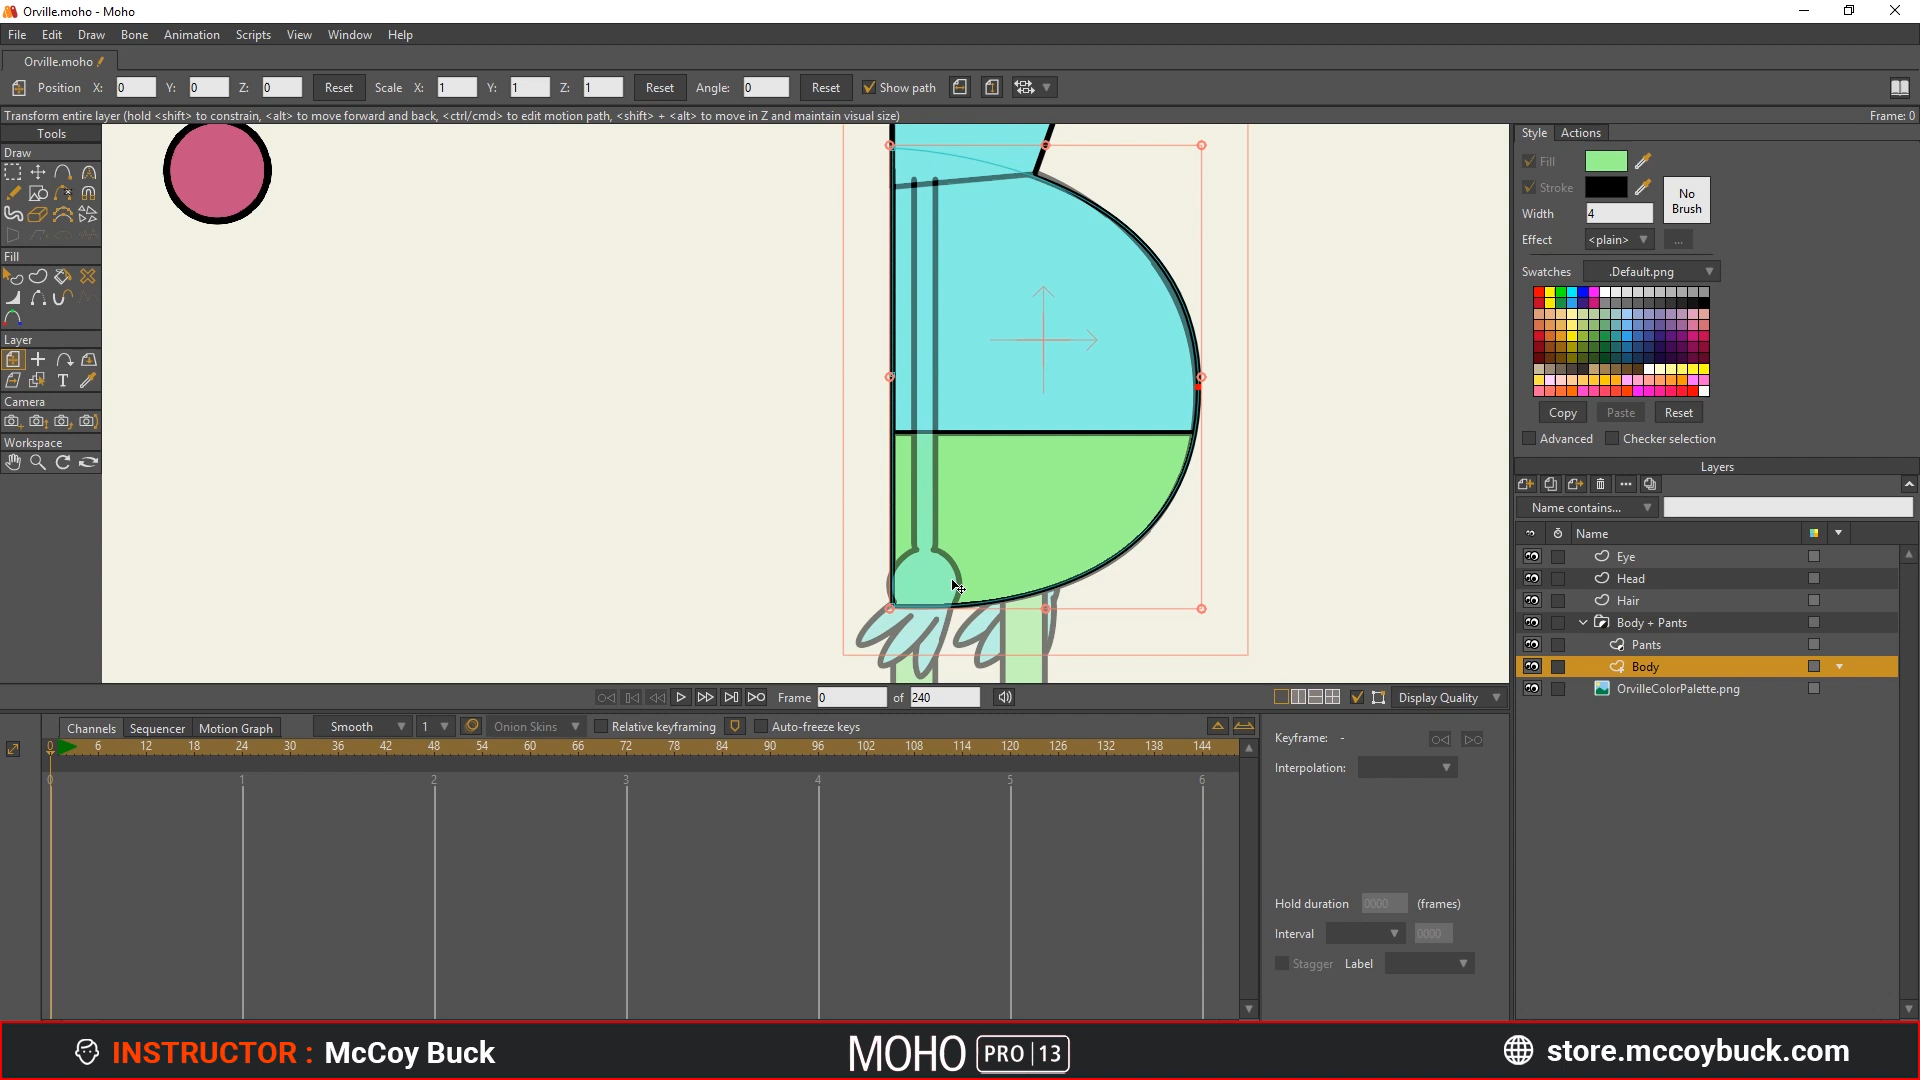 Orville.moho - Moho
File Edit Draw Bone Animation Scripts View Window Help
Orville.moho
Position X: 0 Y: 0 Z: 0 Reset Scale X: 1 Y: 1 Z: 1 Reset Angle: 0 Reset Show path
Transform entire layer (hold <shift> to constrain, <alt> to move forward and back, <ctrl/cmd> to edit motion path, <shift> + <alt> to move in Z and maintain visual size) Frame: 0
Tools
Draw
Fill
Layer
Camera
Workspace
Style Actions
Fill
Stroke
No Brush
Width 4
Effect <plain> ...
Swatches .Default.png
Copy Paste Reset
Advanced Checker selection
Layers
Name contains...
Name
Eye
Head
Hair
Body + Pants
Pants
Body
OrvilleColorPalette.png
Frame 0 of 240 Display Quality
Channels Sequencer Motion Graph Smooth 1 Onion Skins Relative keyframing Auto-freeze keys
0 6 12 18 24 30 36 42 48 54 60 66 72 78 84 90 96 102 108 114 120 126 132 138 144
0 1 2 3 4 5 6
Keyframe: -
Interpolation:
Hold duration 0000 (frames)
Interval 0000
Stagger Label
INSTRUCTOR : McCoy Buck MOHO PRO 13 store.mccoybuck.com